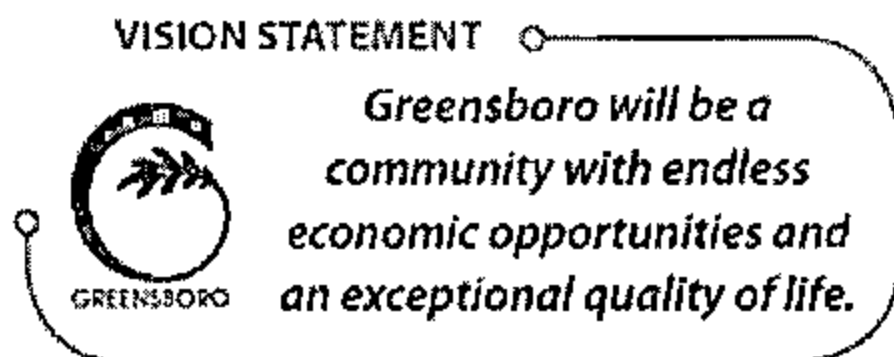 VISION STATEMENT
Greensboro will be a
community with endless
economic opportunities and
an exceptional quality of life.
GREENSBORO